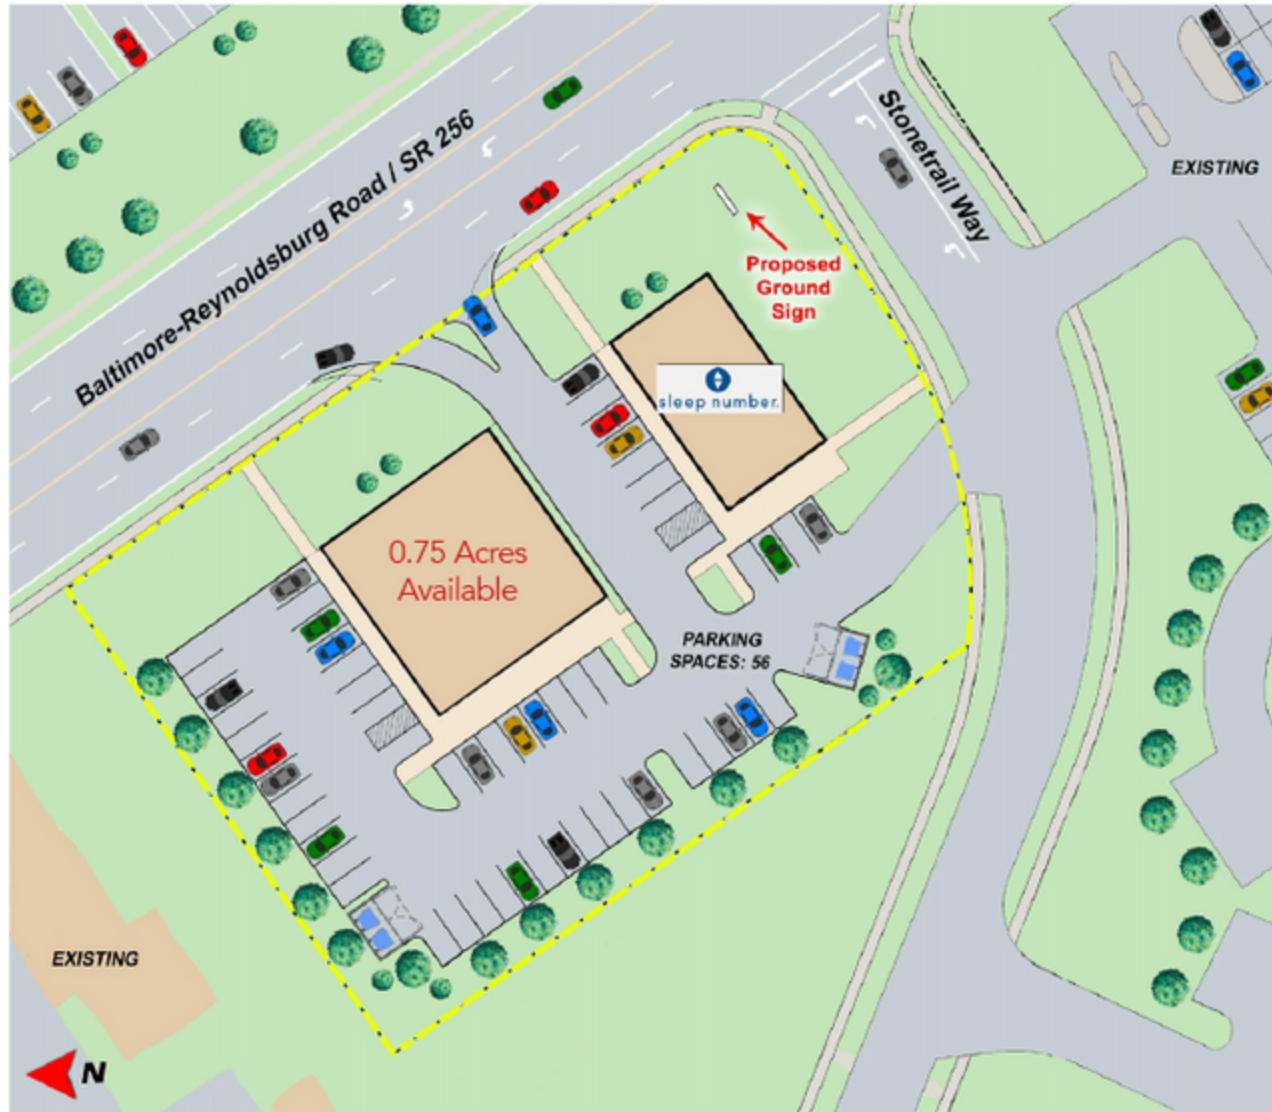 Baltimore-Reynoldsburg Road / SR 256
Stonetrail Way
EXISTING
Proposed
Ground
Sign
sleep number.
0.75 Acres
Available
PARKING
SPACES: 56
EXISTING
N